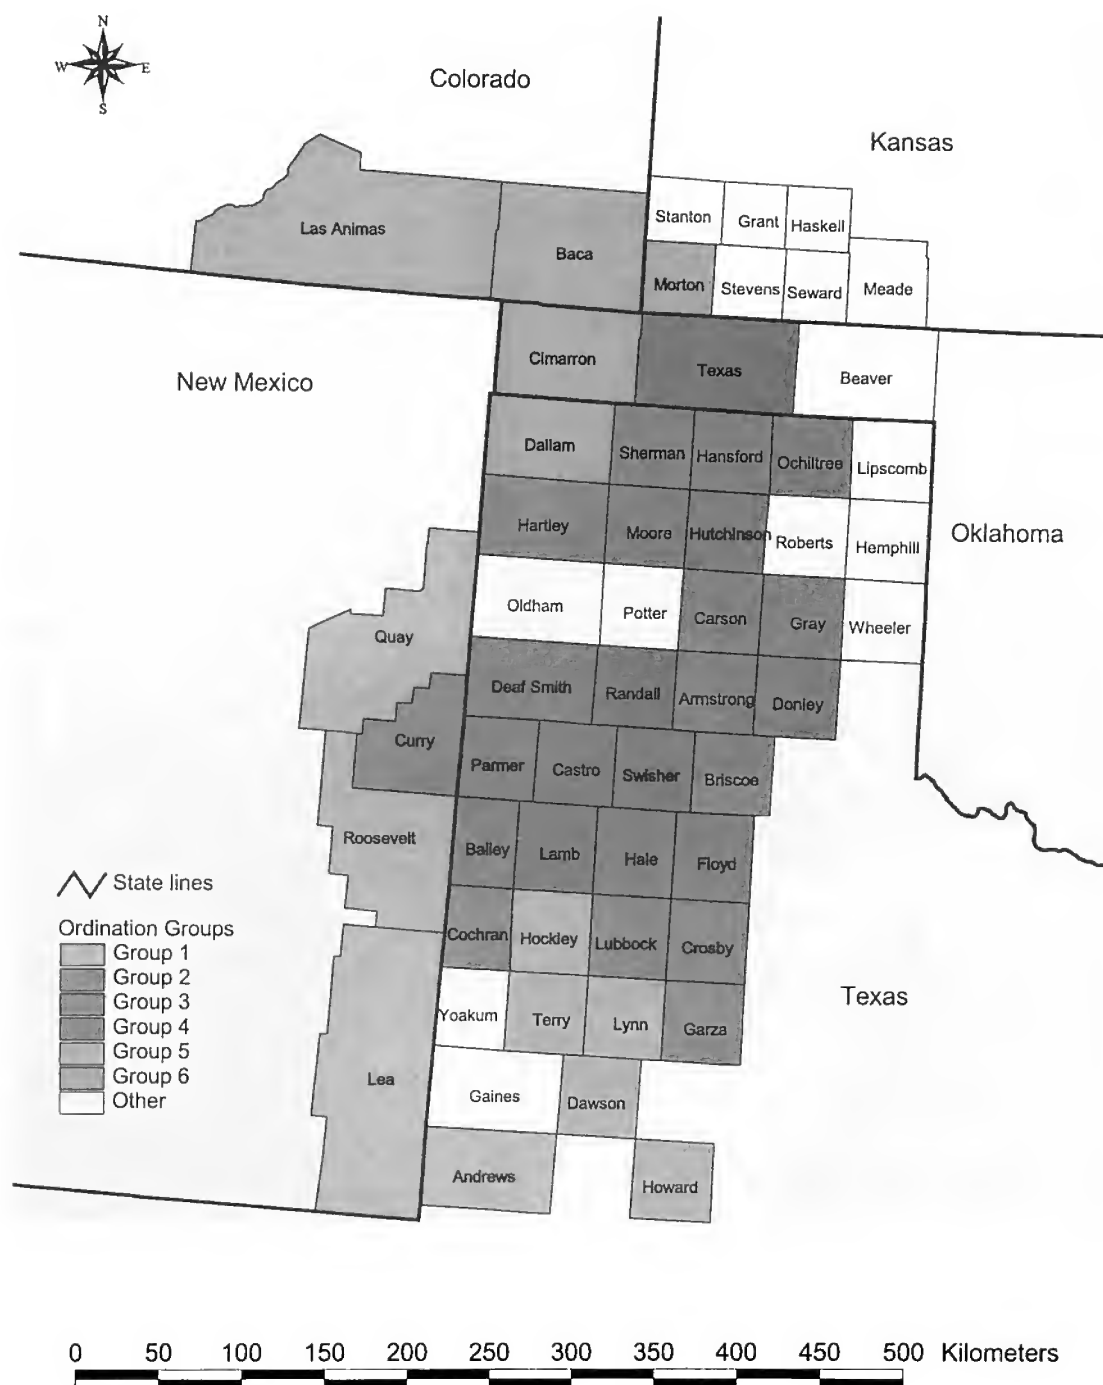 N
W E
S
Colorado
Kansas
Las Animas
Baca
Stanton
Grant
Haskell
Morton
Stevens
Seward
Meade
New Mexico
Cimarron
Texas
Beaver
Dallam
Sherman
Hansford
Ochiltree
Lipscomb
Hartley
Moore
Hutchinson
Roberts
Hemphill
Oklahoma
Oldham
Potter
Carson
Gray
Wheeler
Quay
Deaf Smith
Randall
Armstrong
Donley
Curry
Parmer
Castro
Swisher
Briscoe
Roosevelt
Bailey
Lamb
Hale
Floyd
Cochran
Hockley
Lubbock
Crosby
Texas
Yoakum
Terry
Lynn
Garza
Lea
Gaines
Dawson
Andrews
Howard
State lines
Ordination Groups
Group 1
Group 2
Group 3
Group 4
Group 5
Group 6
Other
0 50 100 150 200 250 300 350 400 450 500 Kilometers